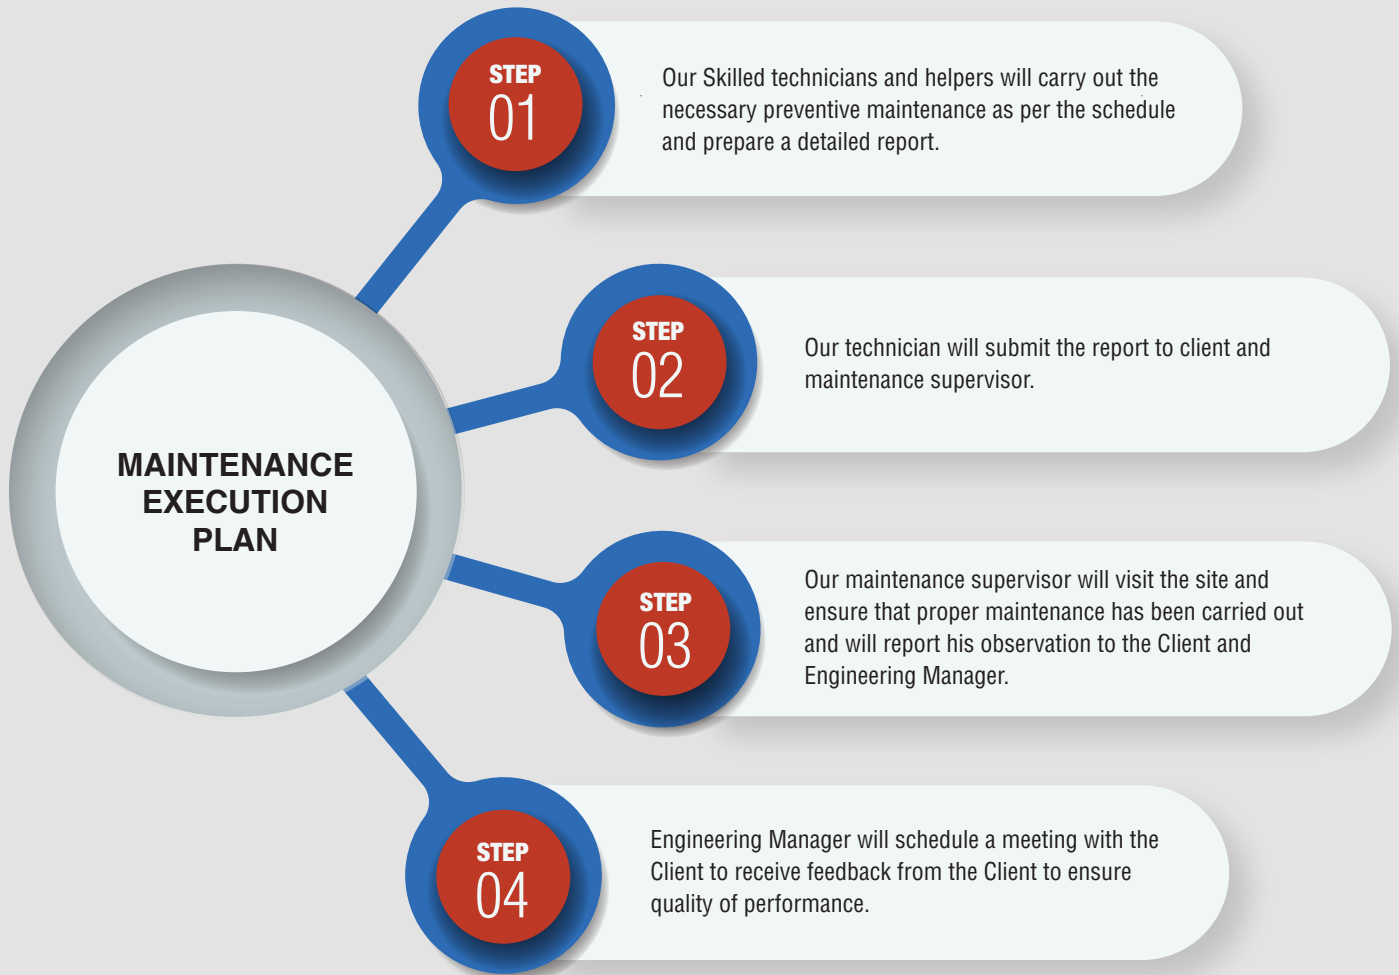 STEP
01
Our Skilled technicians and helpers will carry out the
necessary preventive maintenance as per the schedule
and prepare a detailed report.
STEP
02
Our technician will submit the report to client and
maintenance supervisor.
MAINTENANCE
EXECUTION
PLAN
STEP
03
Our maintenance supervisor will visit the site and
ensure that proper maintenance has been carried out
and will report his observation to the Client and
Engineering Manager.
STEP
04
Engineering Manager will schedule a meeting with the
Client to receive feedback from the Client to ensure
quality of performance.